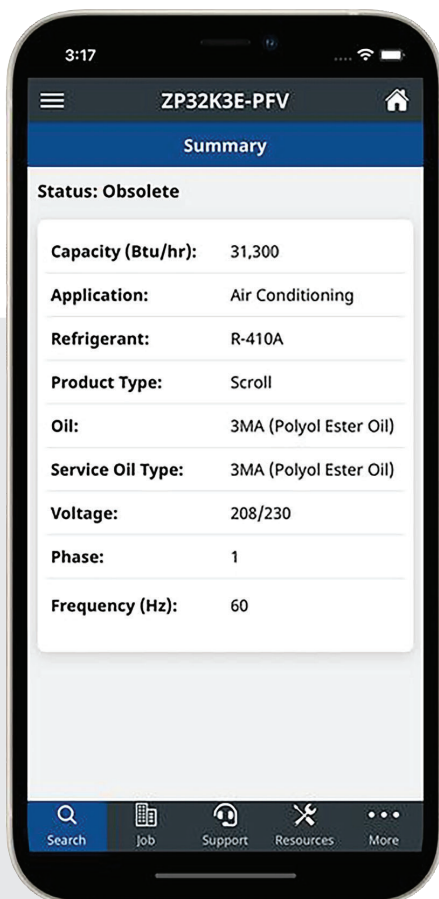 3:17
ZP32K3E-PFV
Summary
Status: Obsolete
Capacity (Btu/hr): 31,300
Application: Air Conditioning
Refrigerant: R-410A
Product Type: Scroll
Oil: 3MA (Polyol Ester Oil)
Service Oil Type: 3MA (Polyol Ester Oil)
Voltage: 208/230
Phase: 1
Frequency (Hz): 60
Search Job Support Resources More